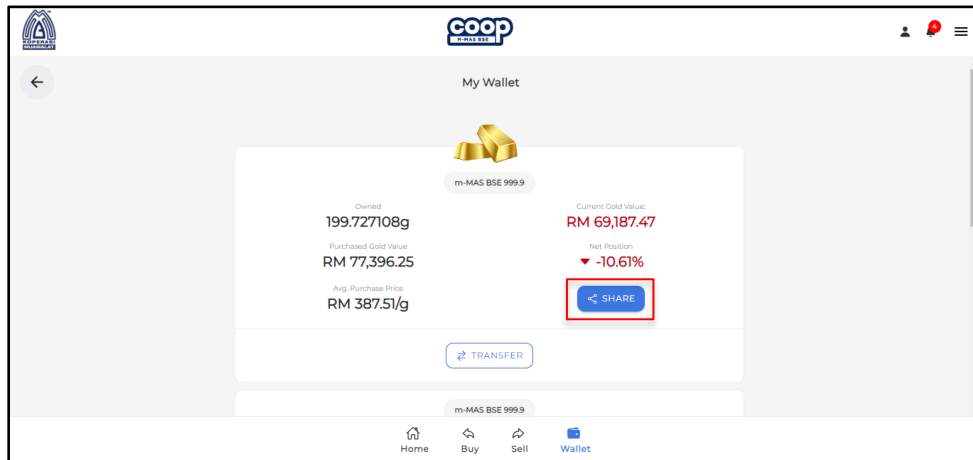 KOPERASI
MUAMALAT
coop
M-MAS BSE
4
My Wallet
m-MAS BSE 999.9
Owned
199.727108g
Current Gold Value:
RM 69,187.47
Purchased Gold Value
RM 77,396.25
Net Position
-10.61%
Avg. Purchase Price
RM 387.51/g
SHARE
TRANSFER
m-MAS BSE 999.9
Home
Buy
Sell
Wallet